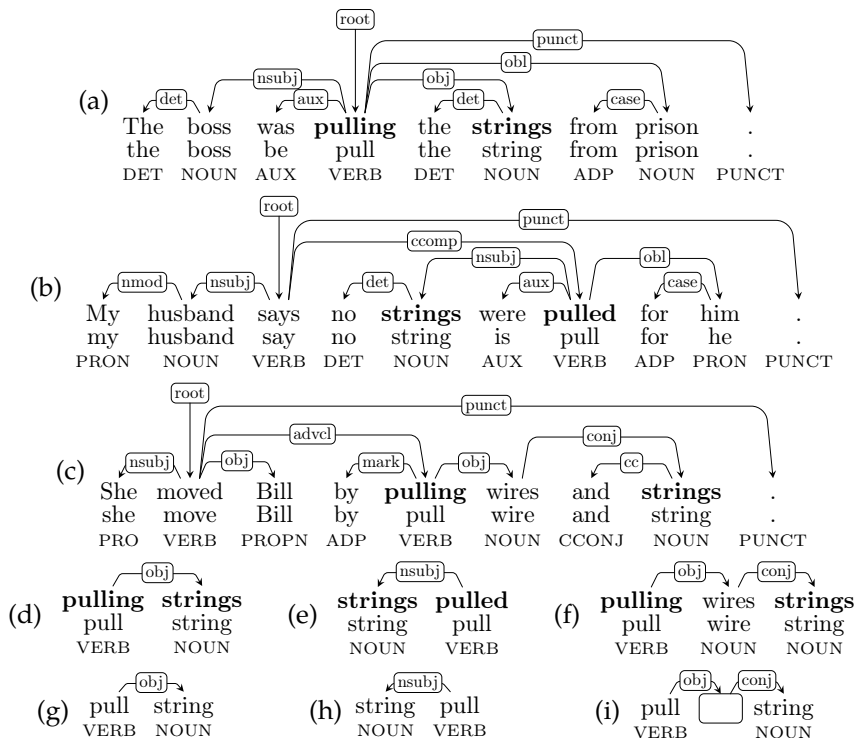 root
punct
obl
nsubj obj
(a) det aux det case
The boss was pulling the strings from prison .
the boss be pull the string from prison .
DET NOUN AUX VERB DET NOUN ADP NOUN PUNCT
root
punct
ccomp
nsubj obl
(b) nmod nsubj det aux case
My husband says no strings were pulled for him .
my husband say no string is pull for he .
PRON NOUN VERB DET NOUN AUX VERB ADP PRON PUNCT
root
punct
advcl conj
(c) nsubj obj mark obj cc
She moved Bill by pulling wires and strings .
she move Bill by pull wire and string .
PRO VERB PROPN ADP VERB NOUN CCONJ NOUN PUNCT
obj nsubj obj conj
(d) pulling strings (e) strings pulled (f) pulling wires strings
pull string string pull pull wire string
VERB NOUN NOUN VERB VERB NOUN NOUN
obj nsubj obj conj
(g) pull string (h) string pull (i) pull string
VERB NOUN NOUN VERB VERB NOUN